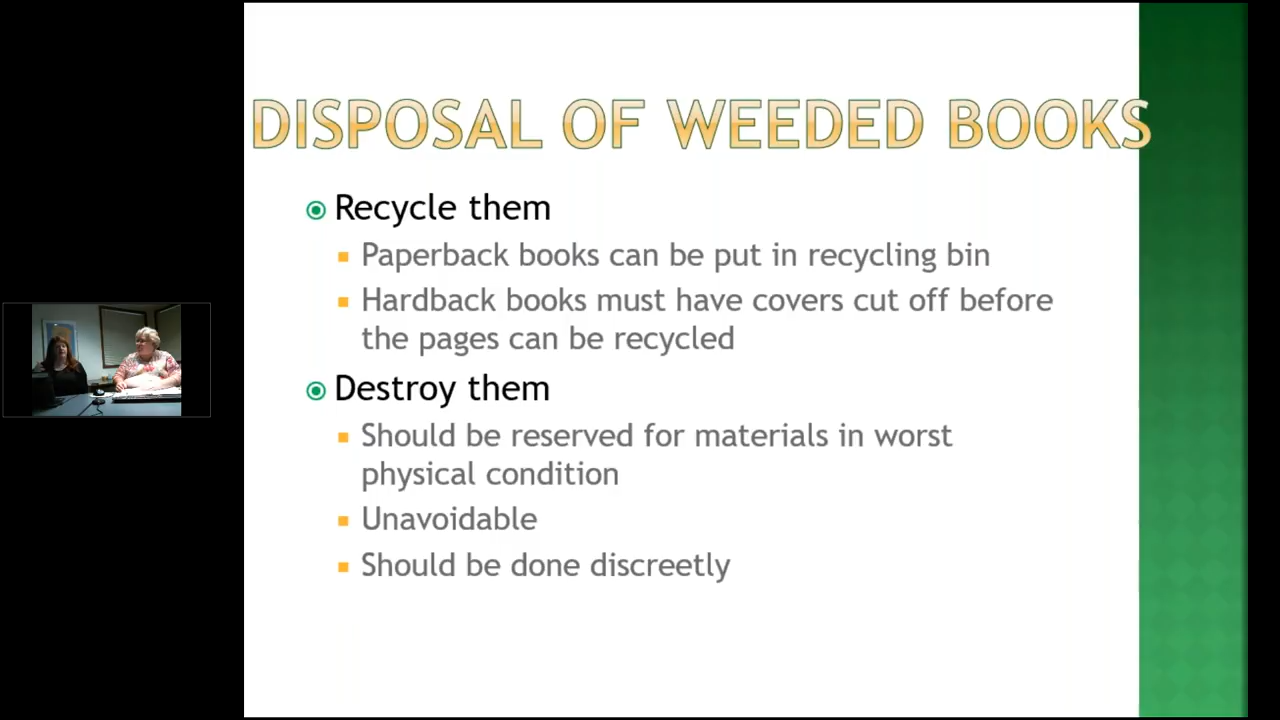 DISPOSAL OF WEEDED BOOKS
Recycle them
Paperback books can be put in recycling bin
Hardback books must have covers cut off before
the pages can be recycled
Destroy them
Should be reserved for materials in worst
physical condition
Unavoidable
Should be done discreetly